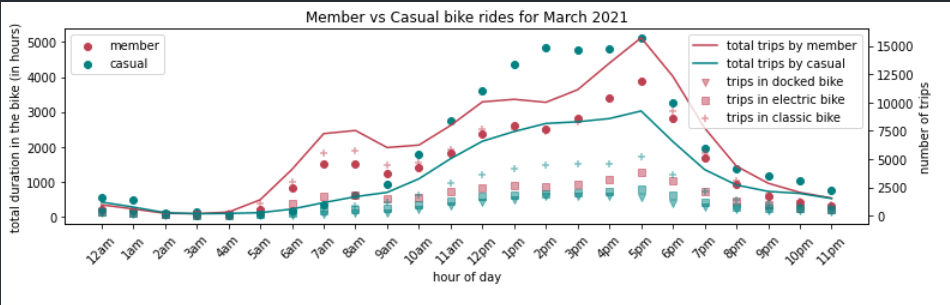 Member vs Casual bike rides for March 2021
total duration in the bike (in hours)
5000
4000
3000
2000
1000
0
member
casual
total trips by member
total trips by casual
trips in docked bike
trips in electric bike
trips in classic bike
15000
12500
10000
7500
5000
2500
0
number of trips
12am 1am 2am 3am 4am 5am 6am 7am 8am 9am 10am 11am 12pm 1pm 2pm 3pm 4pm 5pm 6pm 7pm 8pm 9pm 10pm 11pm
hour of day